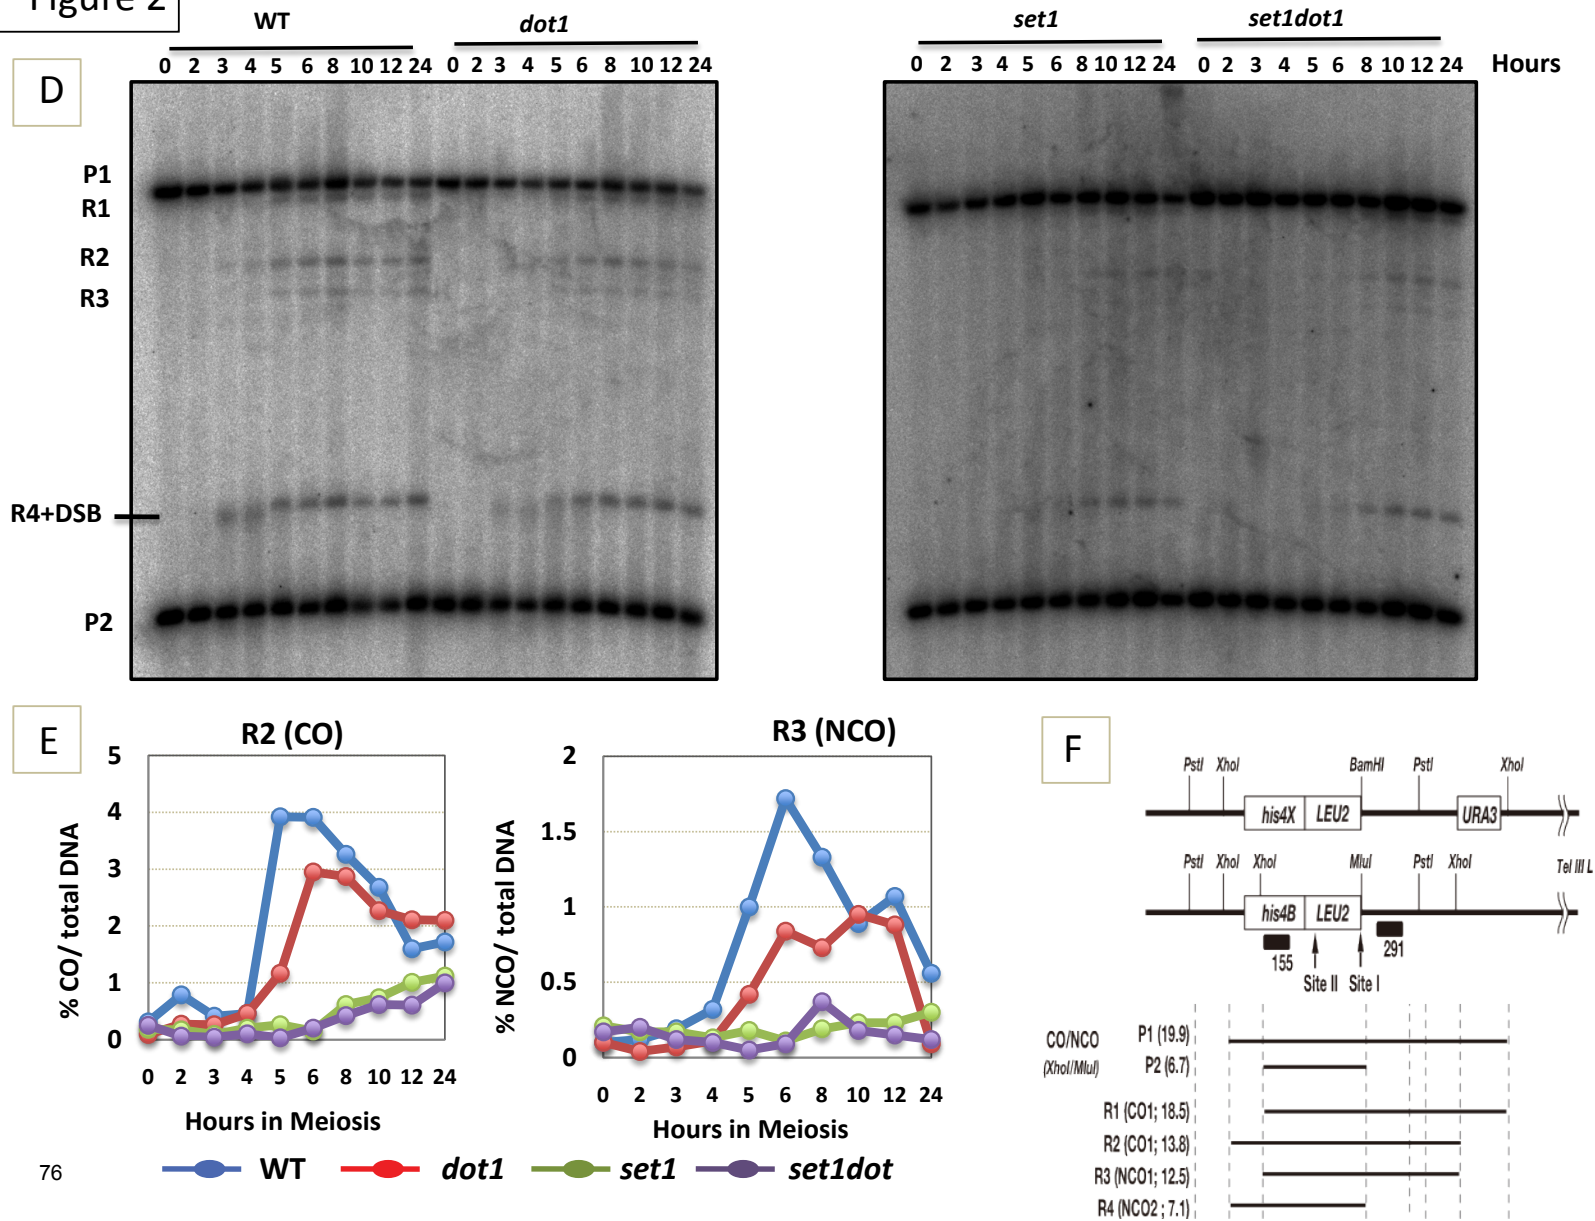 Figure 2
WT
dot1
set1
set1dot1
0 2 3 4 5 6 8 10 12 24 0 2 3 4 5 6 7 8 10 12 24
0 2 3 4 5 6 8 10 12 24 0 2 3 4 5 6 8 10 12 24
Hours
D
P1
R1
R2
R3
R4+DSB
P2
E
R2 (CO)
5
4
3
2
1
0
% CO/ total DNA
0 2 3 4 5 6 8 10 12 24
Hours in Meiosis
R3 (NCO)
2
1.5
1
0.5
0
% NCO/ total DNA
0 2 3 4 5 6 8 10 12 24
Hours in Meiosis
WT
dot1
set1
set1dot
76
F
PstI XhoI BamHI PstI XhoI
his4X LEU2 URA3
PstI XhoI XhoI MluI PstI XhoI Tel III L
his4B LEU2
155 291
Site II Site I
CO/NCO
(XhoI/MluI)
P1 (19.9)
P2 (6.7)
R1 (CO1; 18.5)
R2 (CO1; 13.8)
R3 (NCO1; 12.5)
R4 (NCO2 ; 7.1)